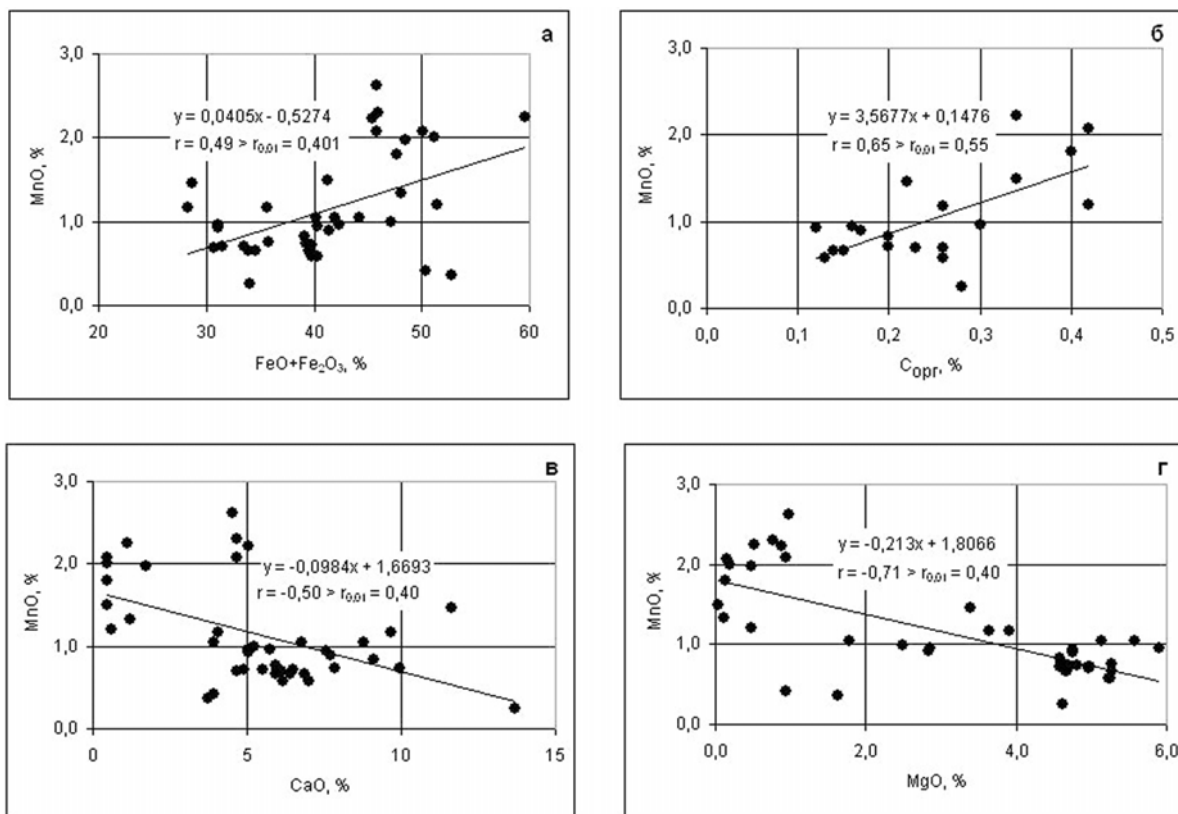 а
3,0
2,0
1,0
0,0
MnO, %
y = 0,0405x - 0,5274
r = 0,49 > r0,01 = 0,401
20 30 40 50 60
FeO+Fe2O3, %
б
3,0
2,0
1,0
0,0
MnO, %
y = 3,5677x + 0,1476
r = 0,65 > r0,01 = 0,55
0,0 0,1 0,2 0,3 0,4 0,5
Copr, %
в
3,0
2,0
1,0
0,0
MnO, %
y = -0,0984x + 1,6693
r = -0,50 > r0,01 = 0,40
0 5 10 15
CaO, %
г
3,0
2,0
1,0
0,0
MnO, %
y = -0,213x + 1,8066
r = -0,71 > r0,01 = 0,40
0,0 2,0 4,0 6,0
MgO, %